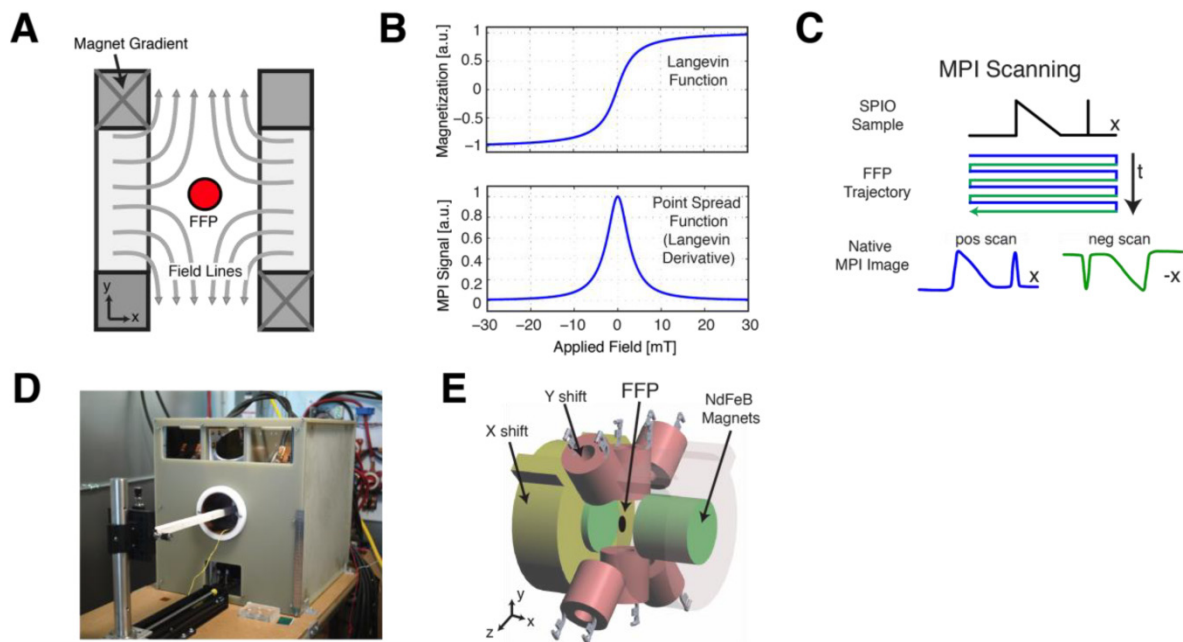 A
Magnet Gradient
FFP
Field Lines
y
x
B
Magnetization [a.u.]
1
0.5
0
−0.5
−1
Langevin
Function
MPI Signal [a.u.]
1
0.8
0.6
0.4
0.2
0
Point Spread
Function
(Langevin
Derivative)
−30 −20 −10 0 10 20 30
Applied Field [mT]
C
MPI Scanning
SPIO
Sample
x
FFP
Trajectory
t
Native
MPI Image
pos scan
x
neg scan
-x
D
E
Y shift
FFP
NdFeB
Magnets
X shift
y
x
z